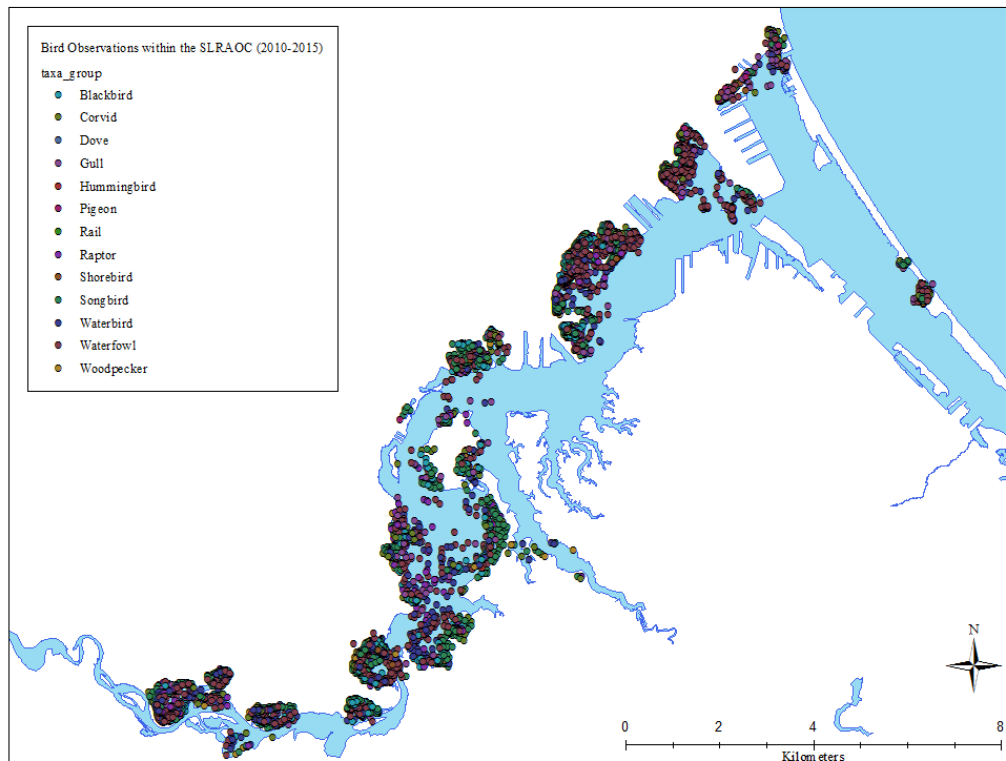 Bird Observations within the SLRAOC (2010-2015)
taxa_group
Blackbird
Corvid
Dove
Gull
Hummingbird
Pigeon
Rail
Raptor
Shorebird
Songbird
Waterbird
Waterfowl
Woodpecker
N
0 2 4 8
Kilometers